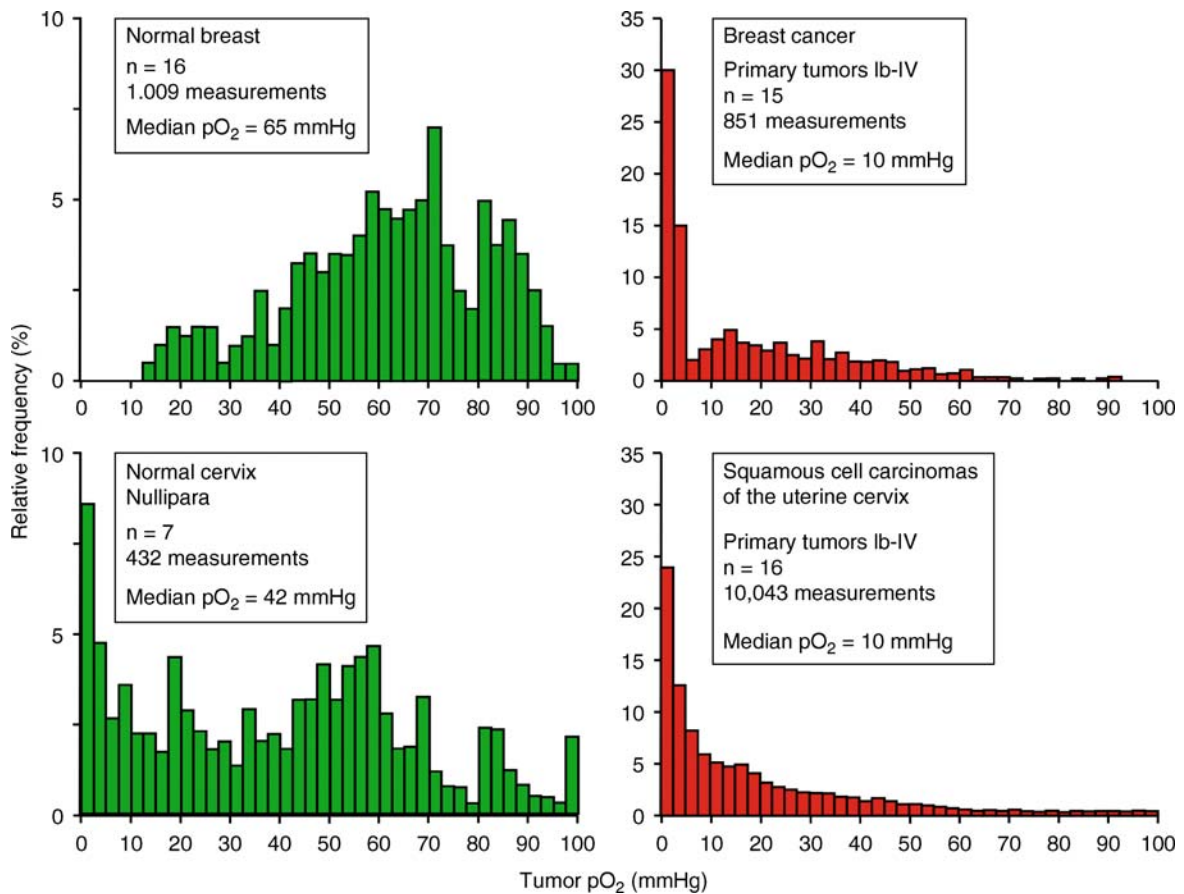 Relative frequency (%)
10
5
0
Normal breast
n = 16
1.009 measurements
Median pO₂ = 65 mmHg
0 10 20 30 40 50 60 70 80 90 100
35
30
25
20
15
10
5
0
Breast cancer
Primary tumors Ib-IV
n = 15
851 measurements
Median pO₂ = 10 mmHg
0 10 20 30 40 50 60 70 80 90 100
10
5
0
Normal cervix
Nullipara
n = 7
432 measurements
Median pO₂ = 42 mmHg
0 10 20 30 40 50 60 70 80 90 100
35
30
25
20
15
10
5
0
Squamous cell carcinomas
of the uterine cervix
Primary tumors Ib-IV
n = 16
10,043 measurements
Median pO₂ = 10 mmHg
0 10 20 30 40 50 60 70 80 90 100
Tumor pO₂ (mmHg)